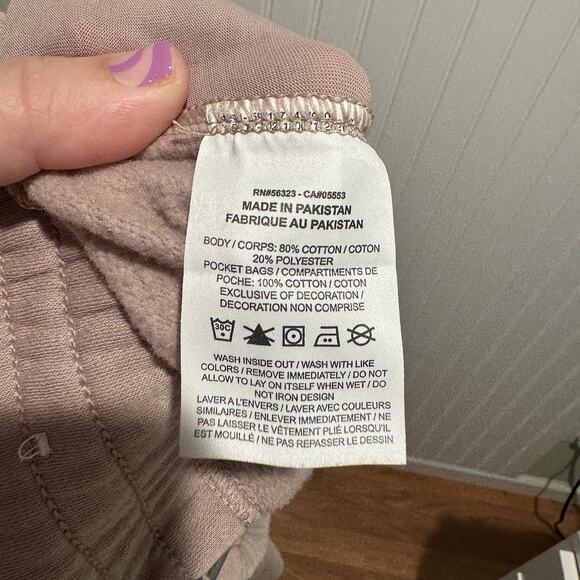 RN#56323 - CA#05553
MADE IN PAKISTAN
FABRIQUE AU PAKISTAN
BODY / CORPS: 80% COTTON / COTON
20% POLYESTER
POCKET BAGS / COMPARTIMENTS DE
POCHE: 100% COTTON / COTON
EXCLUSIVE OF DECORATION /
DECORATION NON COMPRISE
30C
WASH INSIDE OUT / WASH WITH LIKE
COLORS / REMOVE IMMEDIATELY / DO NOT
ALLOW TO LAY ON ITSELF WHEN WET / DO
NOT IRON DESIGN
LAVER A L'ENVERS / LAVER AVEC COULEURS
SIMILAIRES / ENLEVER IMMEDIATEMENT / NE
PAS LAISSER LE VÊTEMENT PLIÉ LORSQU'IL
EST MOUILLÉ / NE PAS REPASSER LE DESSIN